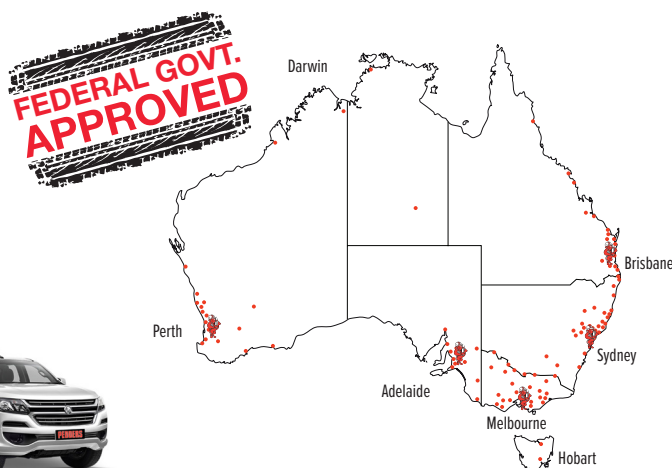 FEDERAL GOVT.
APPROVED
Darwin
Brisbane
Perth
Sydney
Adelaide
Melbourne
Hobart
PEDDERS